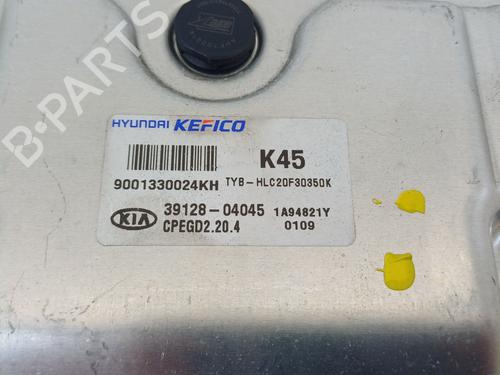 HYUNDAI KEFICO
K45
9001330024KH TYB-HLC20F30350K
KIA 39128-04045 1A94821Y
CPEGD2.20.4 0109
B-PARTS